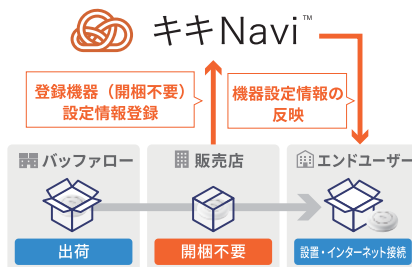 キキNavi™
登録機器（開梱不要）
設定情報登録
機器設定情報の
反映
バッファロー
販売店
エンドユーザー
出荷
開梱不要
設置・インターネット接続